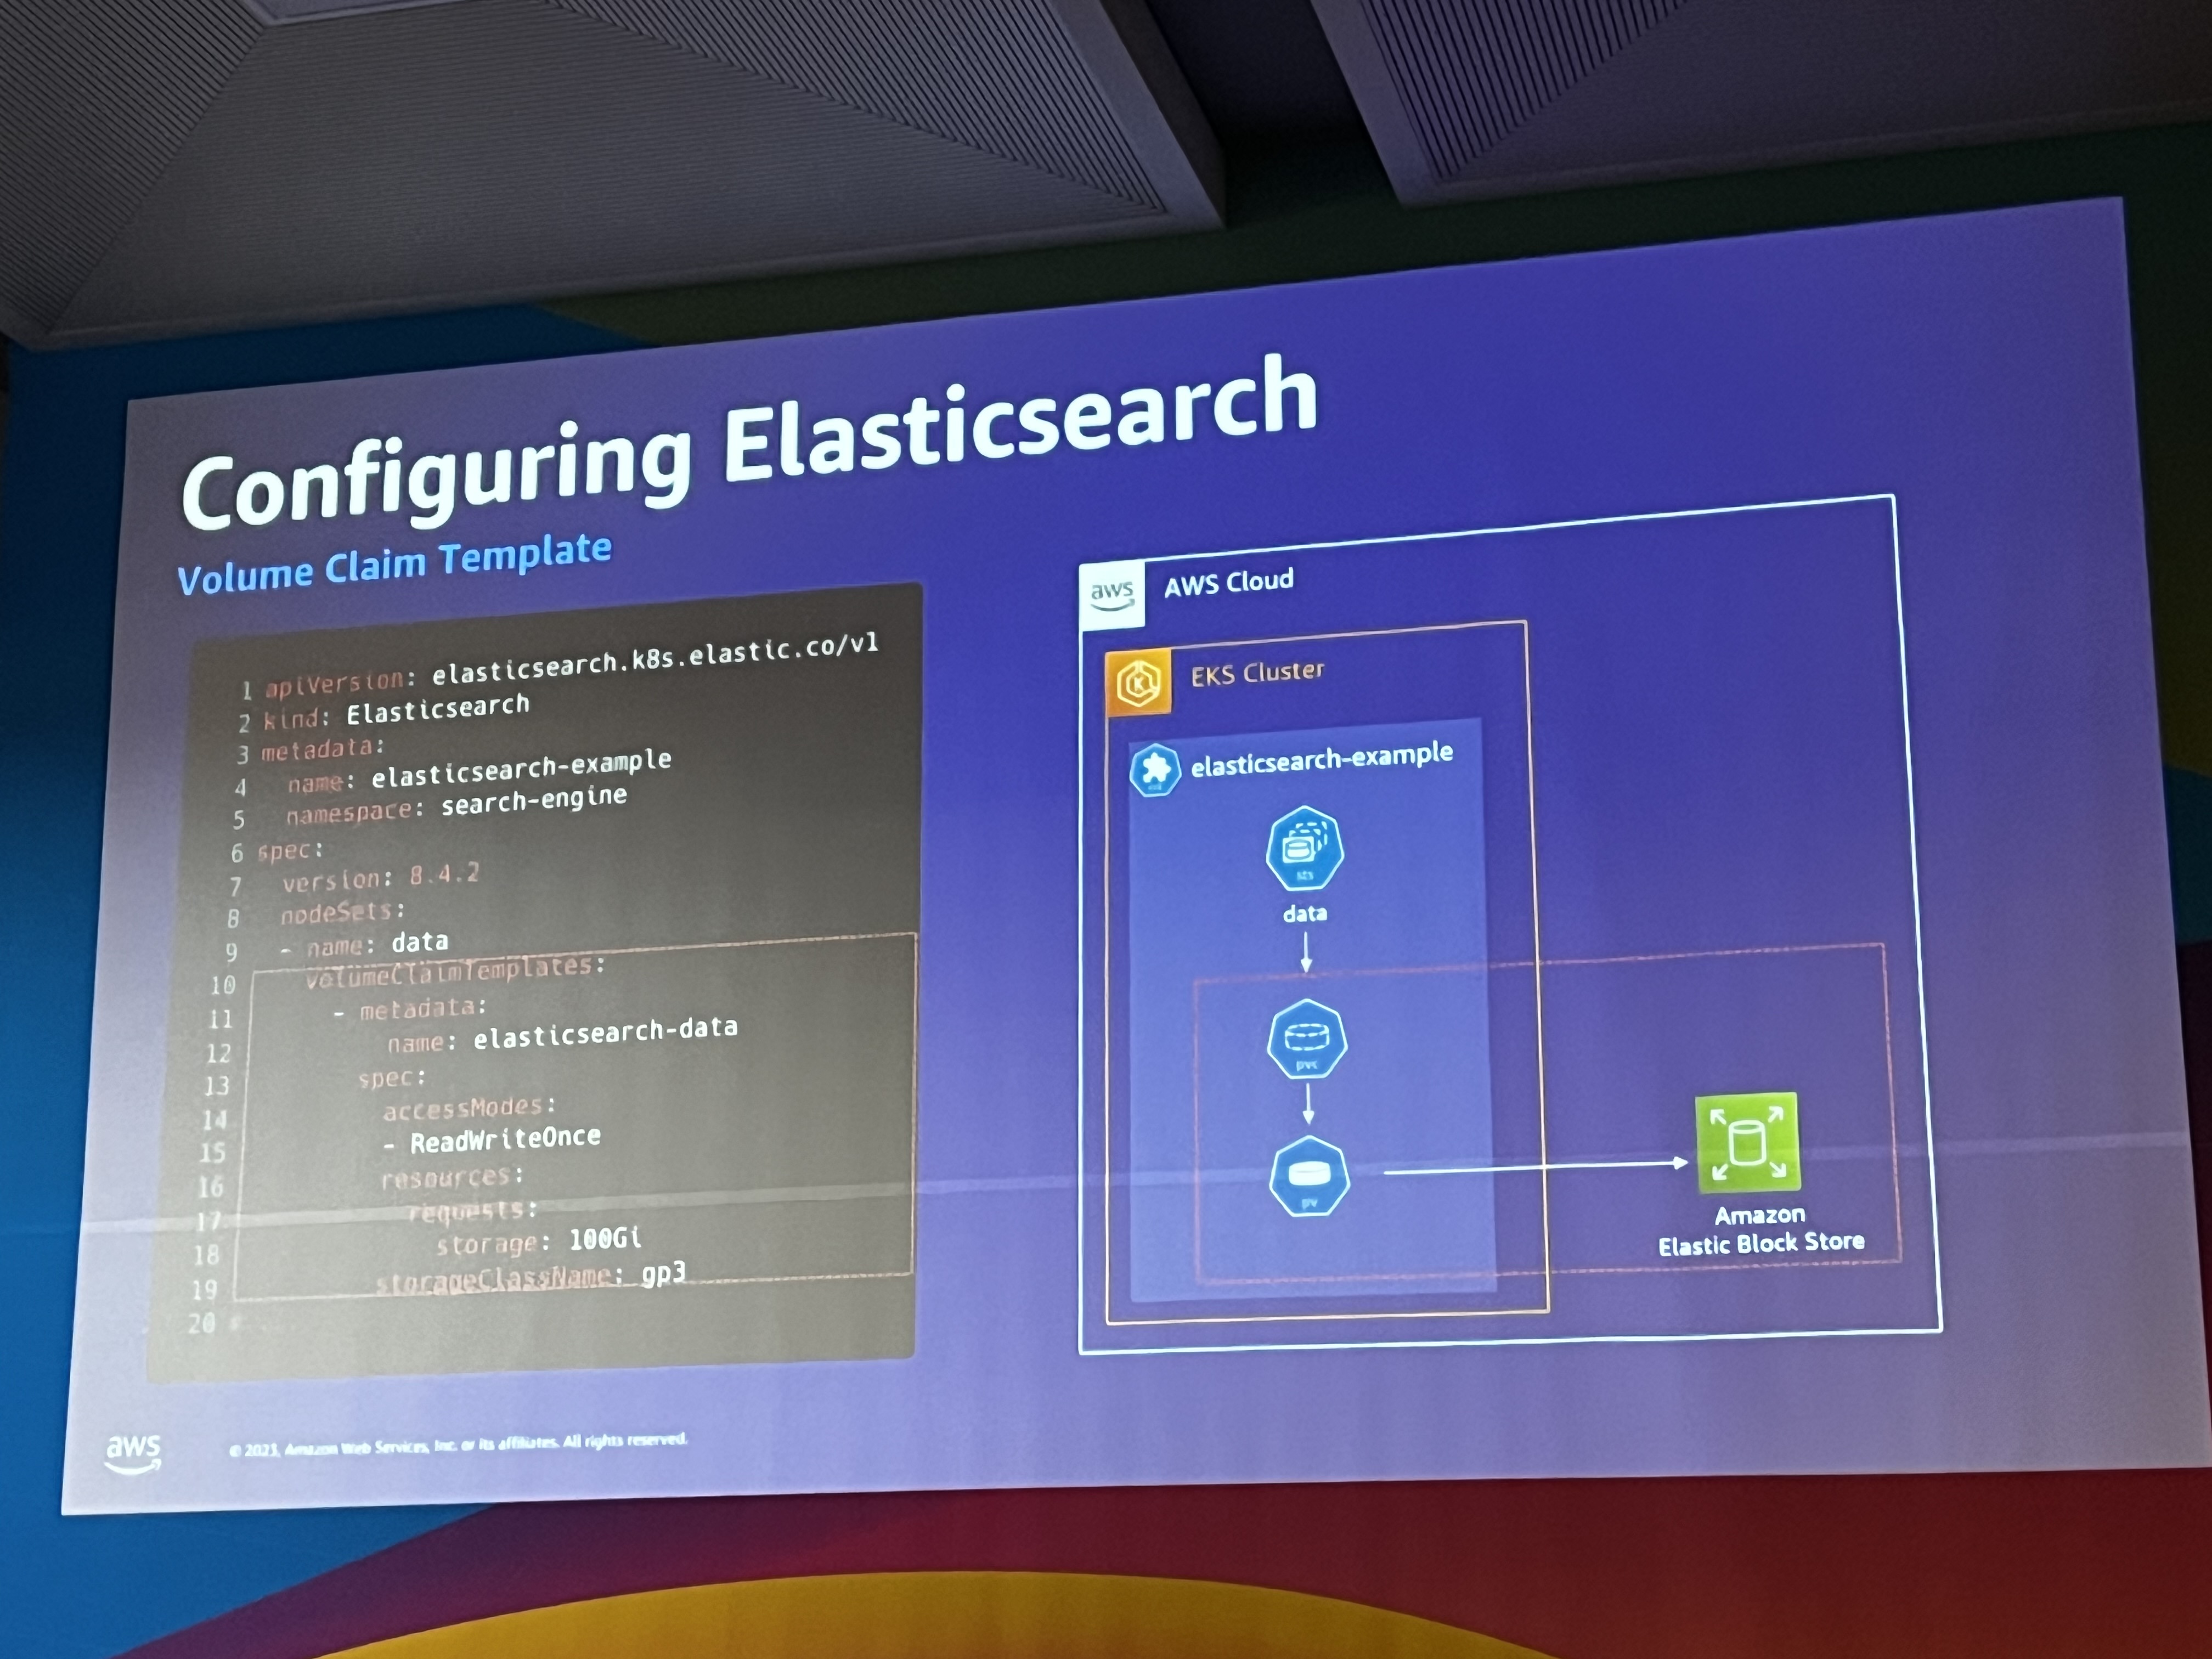 Configuring Elasticsearch
Volume Claim Template
1 apiVersion: elasticsearch.k8s.elastic.co/v1
2 kind: Elasticsearch
3 metadata:
4   name: elasticsearch-example
5   namespace: search-engine
6 spec:
7   version: 8.4.2
8   nodeSets:
9   - name: data
10     volumeClaimTemplates:
11       - metadata:
12           name: elasticsearch-data
13         spec:
14           accessModes:
15           - ReadWriteOnce
16           resources:
17             requests:
18               storage: 100Gi
19           storageClassName: gp3
20
aws
AWS Cloud
EKS Cluster
elasticsearch-example
sts
data
pvc
pv
Amazon
Elastic Block Store
aws
© 2023, Amazon Web Services, Inc. or its affiliates. All rights reserved.